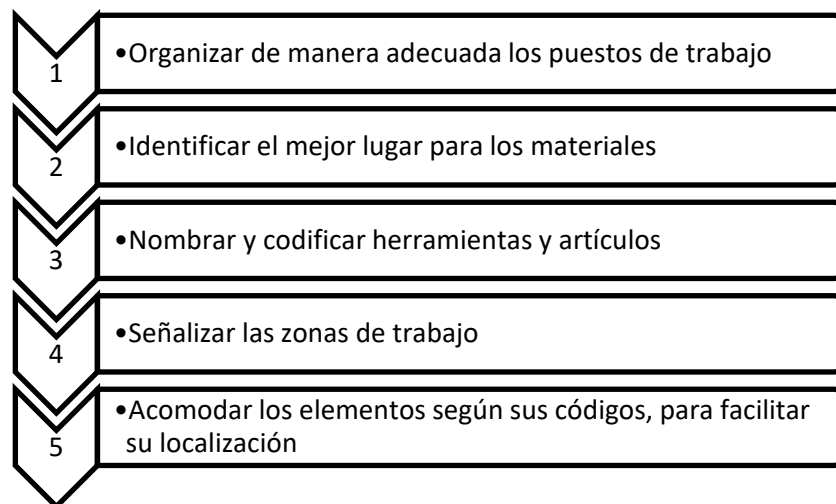 1
•Organizar de manera adecuada los puestos de trabajo
2
•Identificar el mejor lugar para los materiales
3
•Nombrar y codificar herramientas y artículos
4
•Señalizar las zonas de trabajo
5
•Acomodar los elementos según sus códigos, para facilitar
su localización